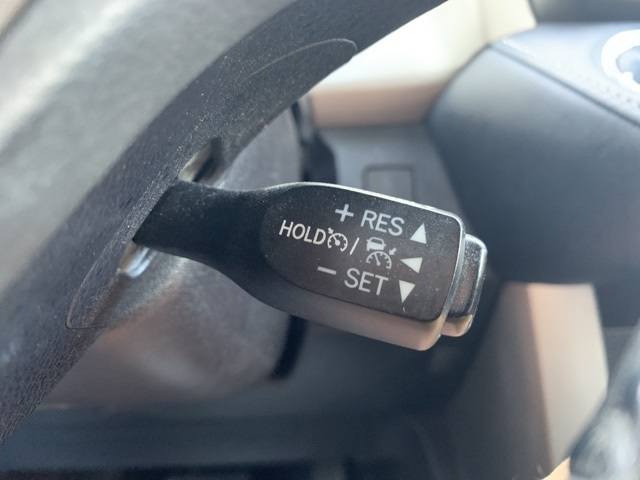 + RES ▲
HOLD / ◀
− SET ▼